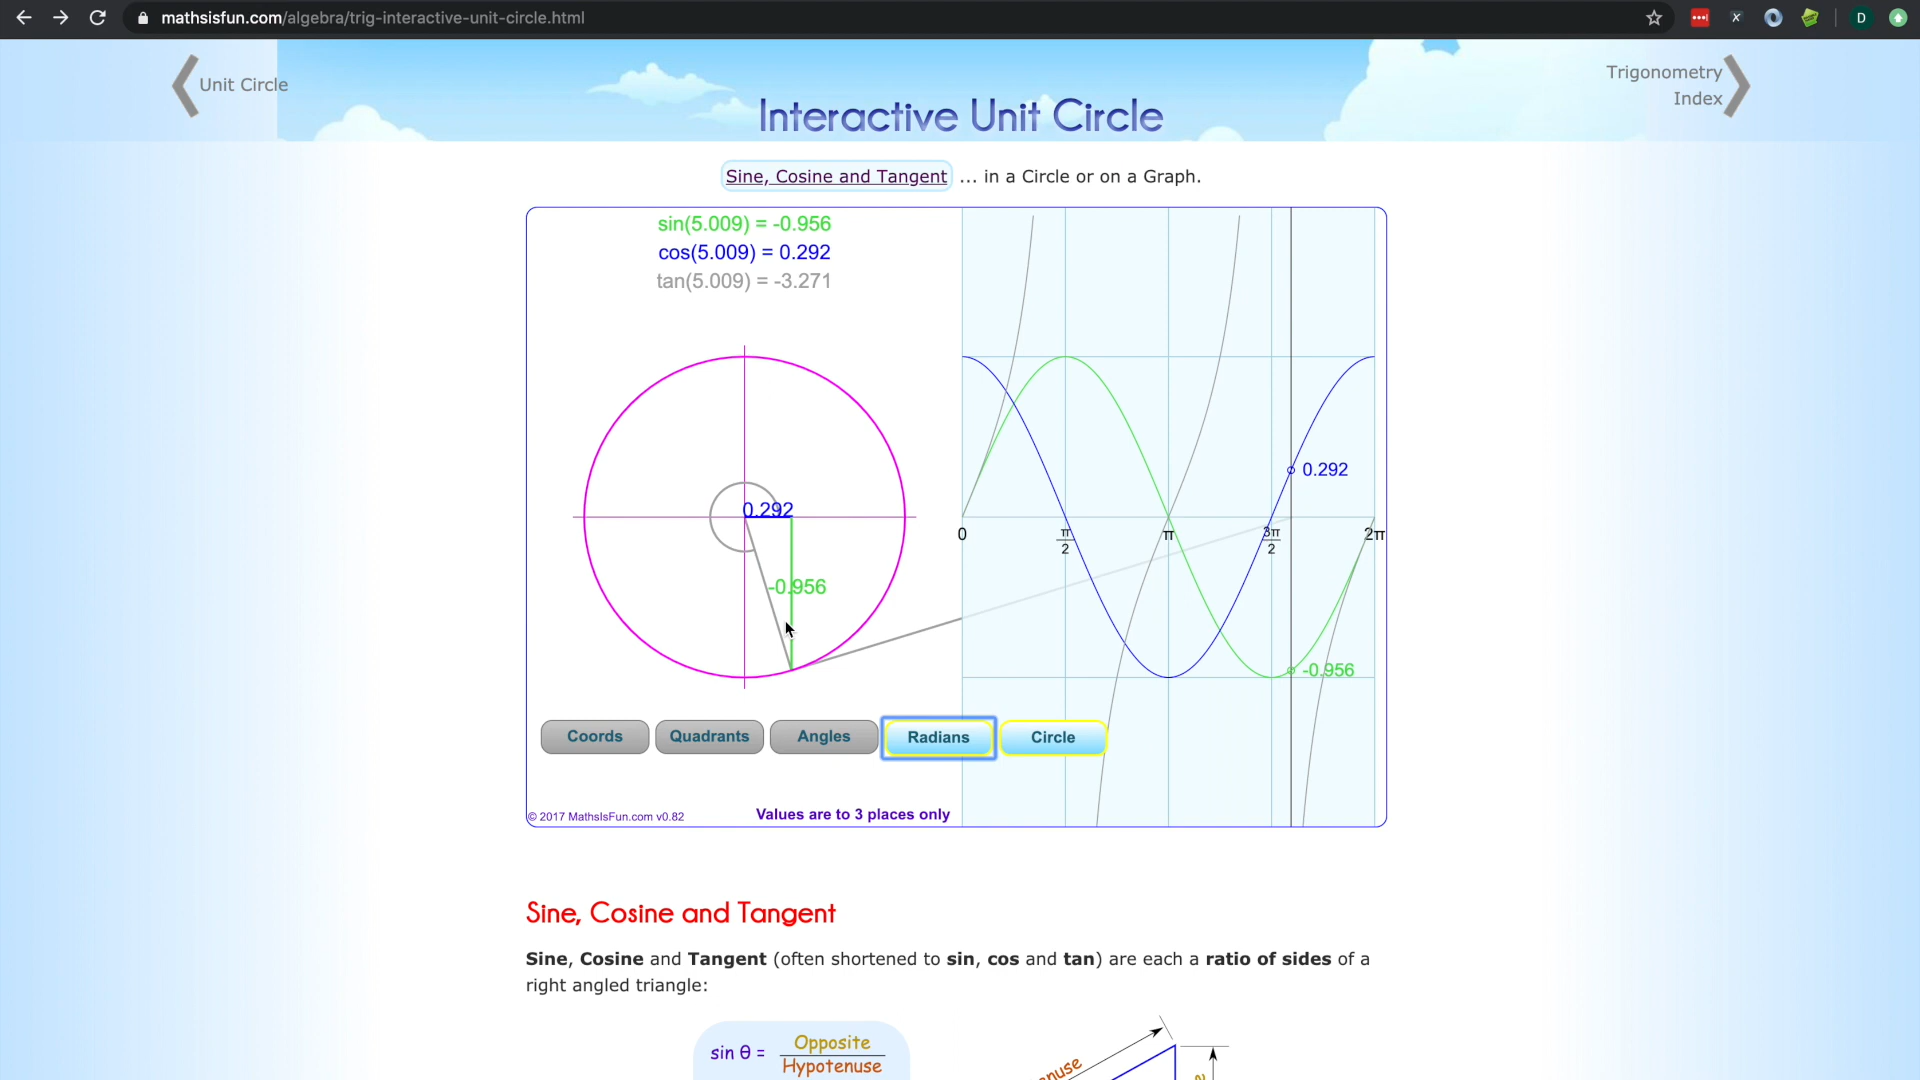 mathsisfun.com/algebra/trig-interactive-unit-circle.html
D
Unit Circle
Trigonometry
Index
Interactive Unit Circle
Sine, Cosine and Tangent ... in a Circle or on a Graph.
sin(5.009) = -0.956
cos(5.009) = 0.292
tan(5.009) = -3.271
0.292
-0.956
0.292
-0.956
0
π
2
π
3π
2
2π
Coords
Quadrants
Angles
Radians
Circle
© 2017 MathsIsFun.com v0.82
Values are to 3 places only
Sine, Cosine and Tangent
Sine, Cosine and Tangent (often shortened to sin, cos and tan) are each a ratio of sides of a
right angled triangle:
sin θ =
Opposite
Hypotenuse